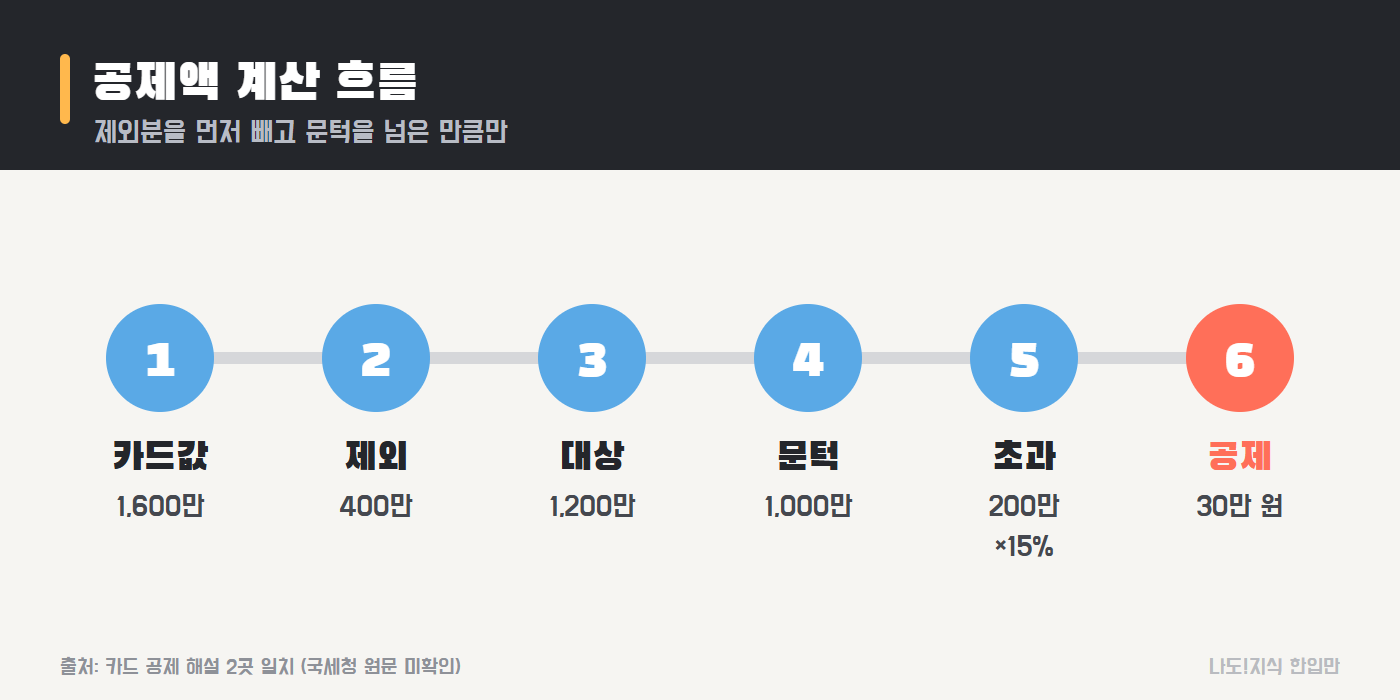 공제액 계산 흐름
제외분을 먼저 빼고 문턱을 넘은 만큼만
1 2 3 4 5 6
카드값 제외 대상 문턱 초과 공제
1,600만 400만 1,200만 1,000만 200만 30만 원
×15%
출처: 카드 공제 해설 2곳 일치 (국세청 원문 미확인)
나도!지식 한입만